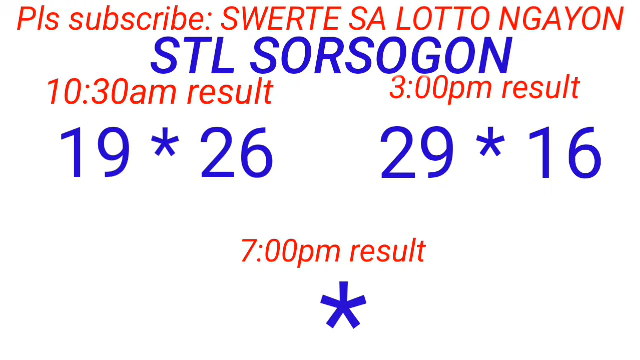 Pls subscribe: SWERTE SA LOTTO NGAYON
STL SORSOGON
10:30am result
3:00pm result
19 * 26
29 * 16
7:00pm result
*